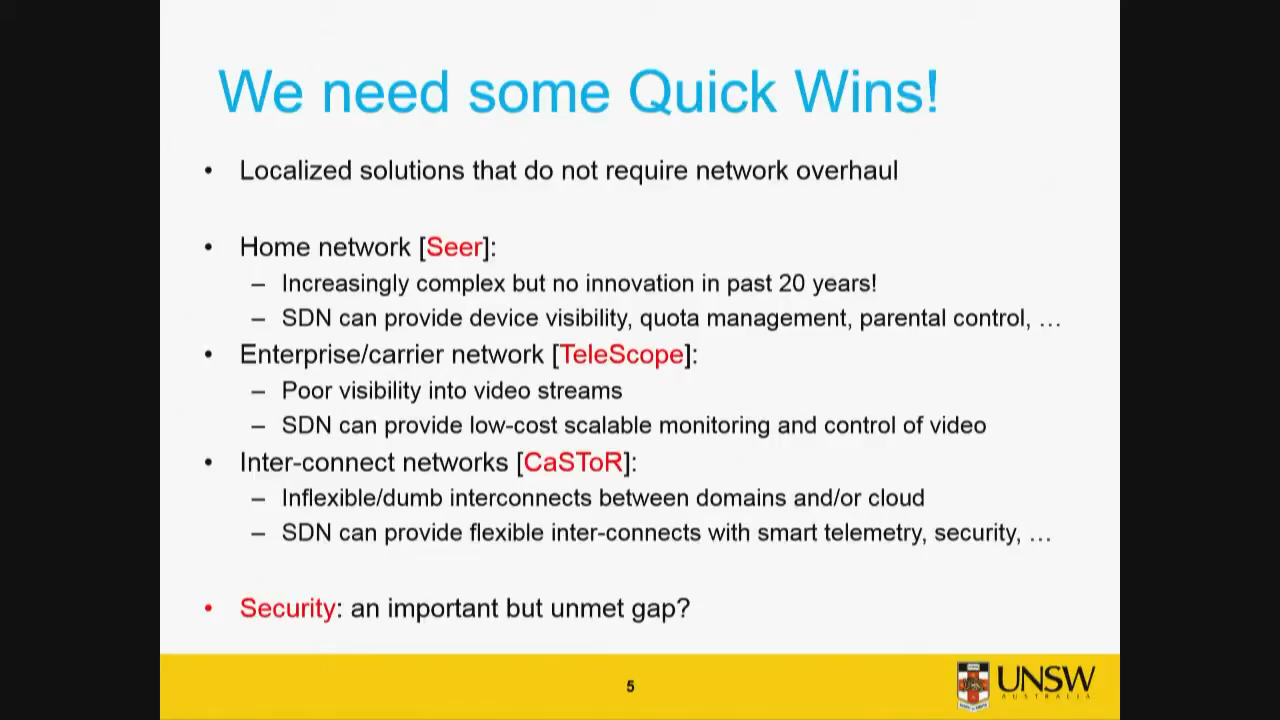 We need some Quick Wins!
• Localized solutions that do not require network overhaul
• Home network [Seer]:
– Increasingly complex but no innovation in past 20 years!
– SDN can provide device visibility, quota management, parental control, …
• Enterprise/carrier network [TeleScope]:
– Poor visibility into video streams
– SDN can provide low-cost scalable monitoring and control of video
• Inter-connect networks [CaSToR]:
– Inflexible/dumb interconnects between domains and/or cloud
– SDN can provide flexible inter-connects with smart telemetry, security, …
• Security: an important but unmet gap?
5
UNSW
AUSTRALIA